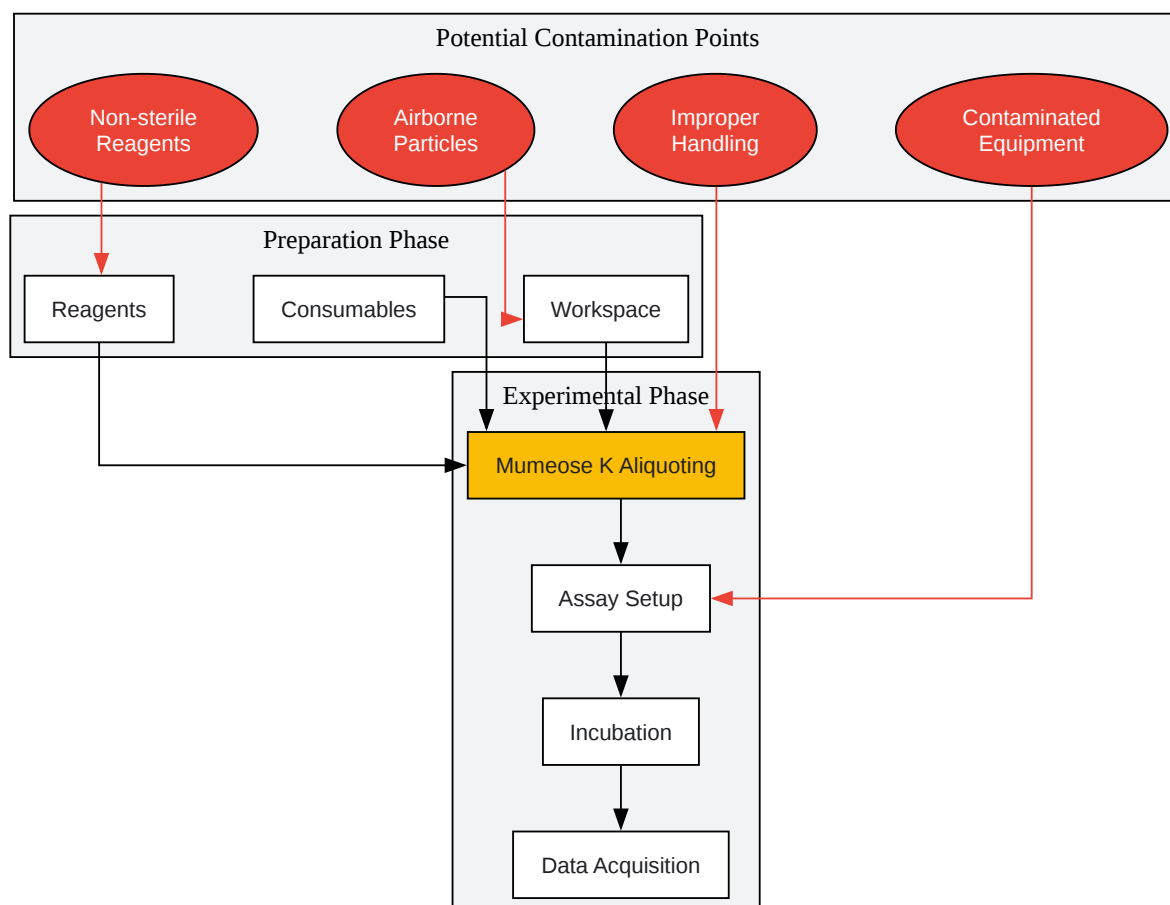 Potential Contamination Points
Non-sterile
Reagents
Airborne
Particles
Improper
Handling
Contaminated
Equipment
Preparation Phase
Reagents
Consumables
Workspace
Experimental Phase
Mumeose K Aliquoting
Assay Setup
Incubation
Data Acquisition